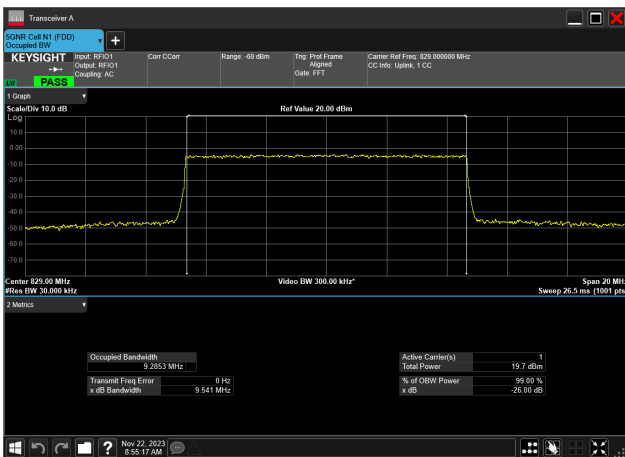 Transceiver A
5GNR Cell N1 (FDD)
Occupied BW
KEYSIGHT
Input: RFIO1
Output: RFIO1
Coupling: AC
Corr CCorr
Range: -60 dBm
Trig: Prot Frame
Aligned
Gate: FFT
Carrier Ref Freq: 829.000000 MHz
CC Info: Uplink, 1 CC
PASS
1 Graph
Scale/Div 10.0 dB
Ref Value 20.00 dBm
Log
10.0
0.00
-10.0
-20.0
-30.0
-40.0
-50.0
-60.0
-70.0
Center 829.00 MHz
Video BW 300.00 kHz*
Span 20 MHz
#Res BW 30.000 kHz
Sweep 26.5 ms (1001 pts
2 Metrics
Occupied Bandwidth
9.2853 MHz
Transmit Freq Error 0 Hz
x dB Bandwidth 9.541 MHz
Active Carrier(s) 1
Total Power 19.7 dBm
% of OBW Power 99.00 %
x dB -26.00 dB
Nov 22, 2023
8:55:17 AM